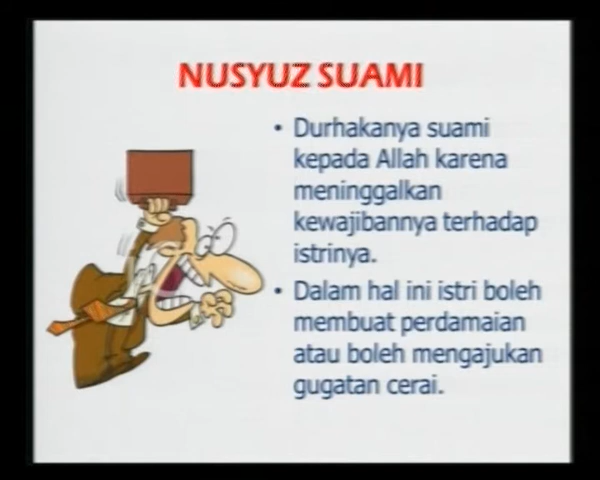 NUSYUZ SUAMI
• Durhakanya suami
kepada Allah karena
meninggalkan
kewajibannya terhadap
istrinya.
• Dalam hal ini istri boleh
membuat perdamaian
atau boleh mengajukan
gugatan cerai.